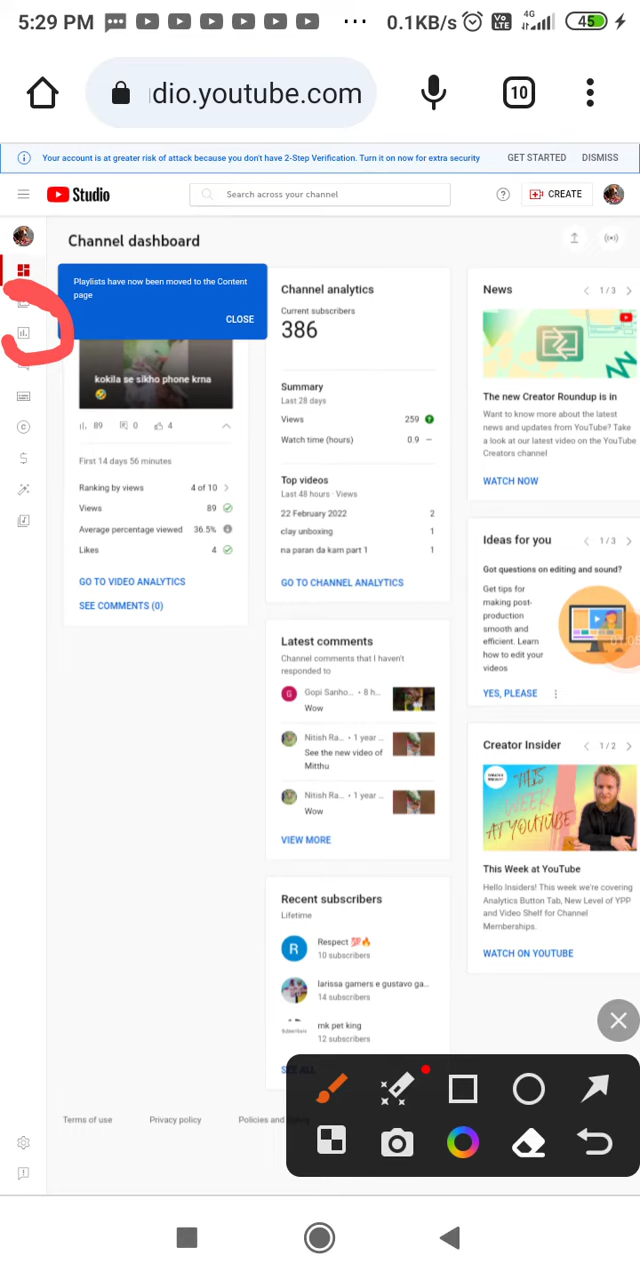 5:29 PM ... 0.1KB/s Vo LTE 4G 45
dio.youtube.com
10
Your account is at greater risk of attack because you don't have 2-Step Verification. Turn it on now for extra security GET STARTED DISMISS
Studio
Search across your channel
CREATE
Channel dashboard
Playlists have now been moved to the Content
page
CLOSE
kokila se sikho phone krna
🤣
89 0 4
First 14 days 56 minutes
Ranking by views 4 of 10
Views 89
Average percentage viewed 36.5%
Likes 4
GO TO VIDEO ANALYTICS
SEE COMMENTS (0)
Channel analytics
Current subscribers
386
Summary
Last 28 days
Views 259
Watch time (hours) 0.9 –
Top videos
Last 48 hours · Views
22 February 2022 2
clay unboxing 1
na paran da karn part 1 1
GO TO CHANNEL ANALYTICS
Latest comments
Channel comments that I haven't
responded to
G
Gopi Sanho... • 8 h...
Wow
Nitish Ra... • 1 year ...
See the new video of
Mitthu
Nitish Ra... • 1 year ...
Wow
VIEW MORE
Recent subscribers
Lifetime
R
Respect 💯🔥
10 subscribers
larissa gamers e gustavo ga...
14 subscribers
mk pet king
12 subscribers
SEE ALL
News 1 / 3
The new Creator Roundup is in
Want to know more about the latest
news and updates from YouTube? Take
a look at our latest video on the YouTube
Creators channel
WATCH NOW
Ideas for you 1 / 3
Got questions on editing and sound?
Get tips for
making post-
production
smooth and
efficient. Learn
how to edit your
videos
YES, PLEASE
Creator Insider 1 / 2
THIS
WEEK
AT YOUTUBE
This Week at YouTube
Hello Insiders! This week we're covering
Analytics Button Tab, New Level of YPP
and Video Shelf for Channel
Memberships.
WATCH ON YOUTUBE
Terms of use Privacy policy Policies and